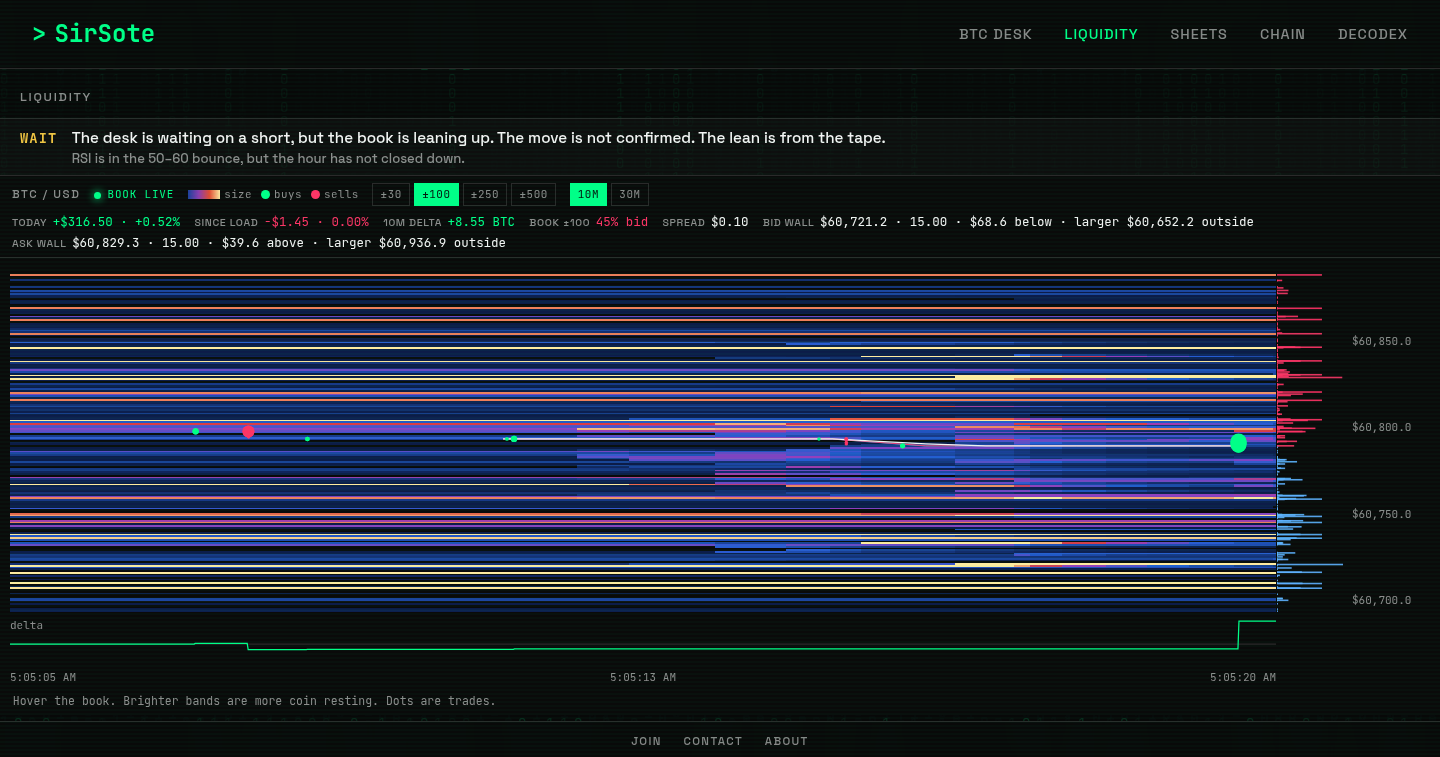 > SirSote
BTC DESK LIQUIDITY SHEETS CHAIN DECODEX
LIQUIDITY
WAIT The desk is waiting on a short, but the book is leaning up. The move is not confirmed. The lean is from the tape.
RSI is in the 50–60 bounce, but the hour has not closed down.
BTC / USD BOOK LIVE size buys sells ±30 ±100 ±250 ±500 10M 30M
TODAY +$316.50 · +0.52% SINCE LOAD -$1.45 · 0.00% 10M DELTA +8.55 BTC BOOK ±100 45% bid SPREAD $0.10 BID WALL $60,721.2 · 15.00 · $68.6 below · larger $60,652.2 outside
ASK WALL $60,829.3 · 15.00 · $39.6 above · larger $60,936.9 outside
$60,850.0
$60,800.0
$60,750.0
$60,700.0
delta
5:05:05 AM 5:05:13 AM 5:05:20 AM
Hover the book. Brighter bands are more coin resting. Dots are trades.
JOIN CONTACT ABOUT